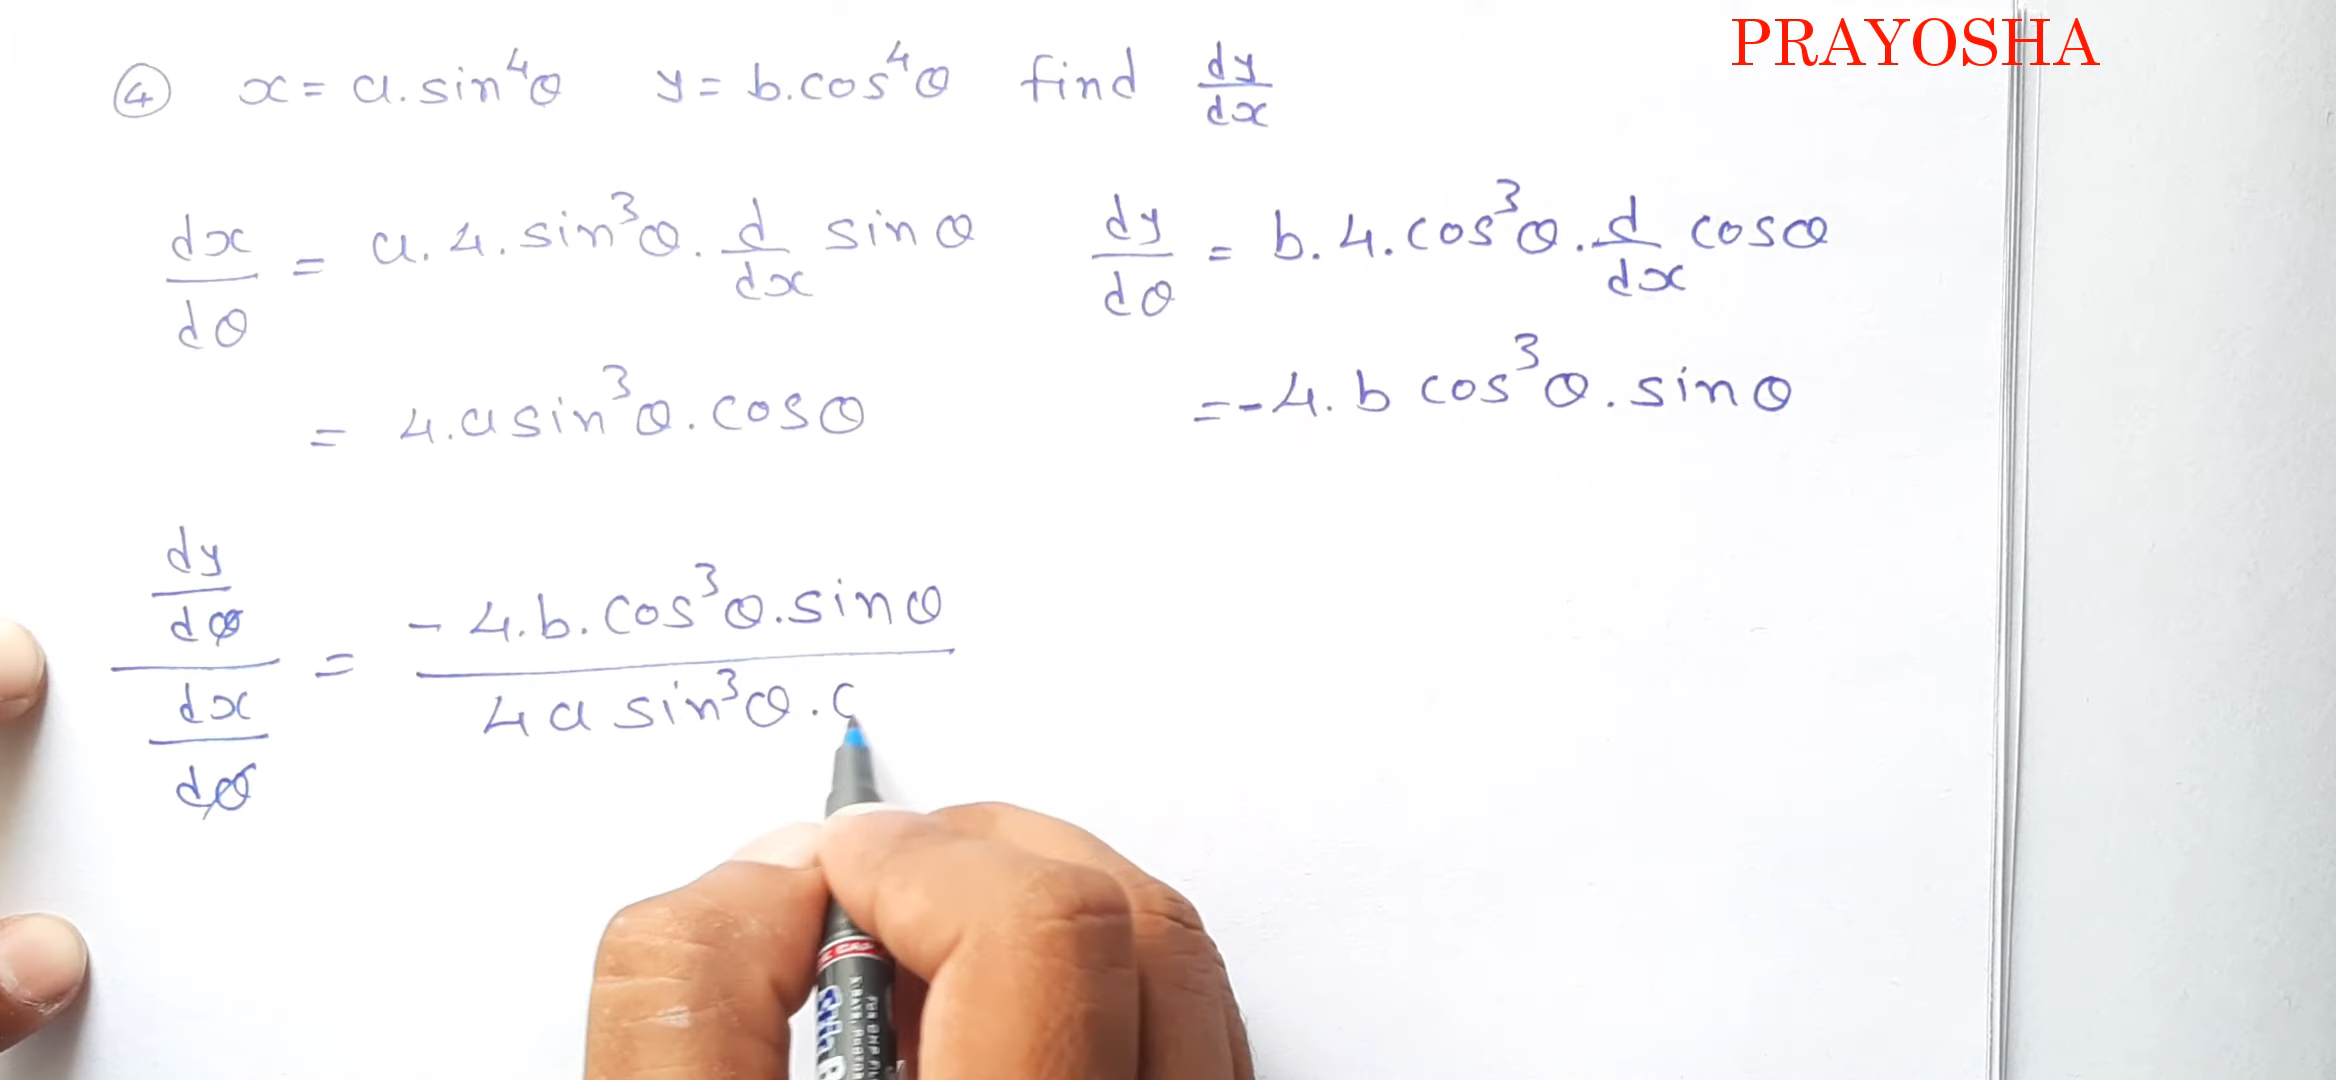 PRAYOSHA
④ x = a.sin⁴θ y = b.cos⁴θ find dy/dx
dx/dθ = a.4.sin³θ.d/dx sinθ
= 4.a sin³θ.cosθ
dy/dθ = b.4.cos³θ.d/dx cosθ
= -4.b cos³θ.sinθ
dy/dθ / dx/dθ = -4.b.cos³θ.sinθ / 4a sin³θ.c